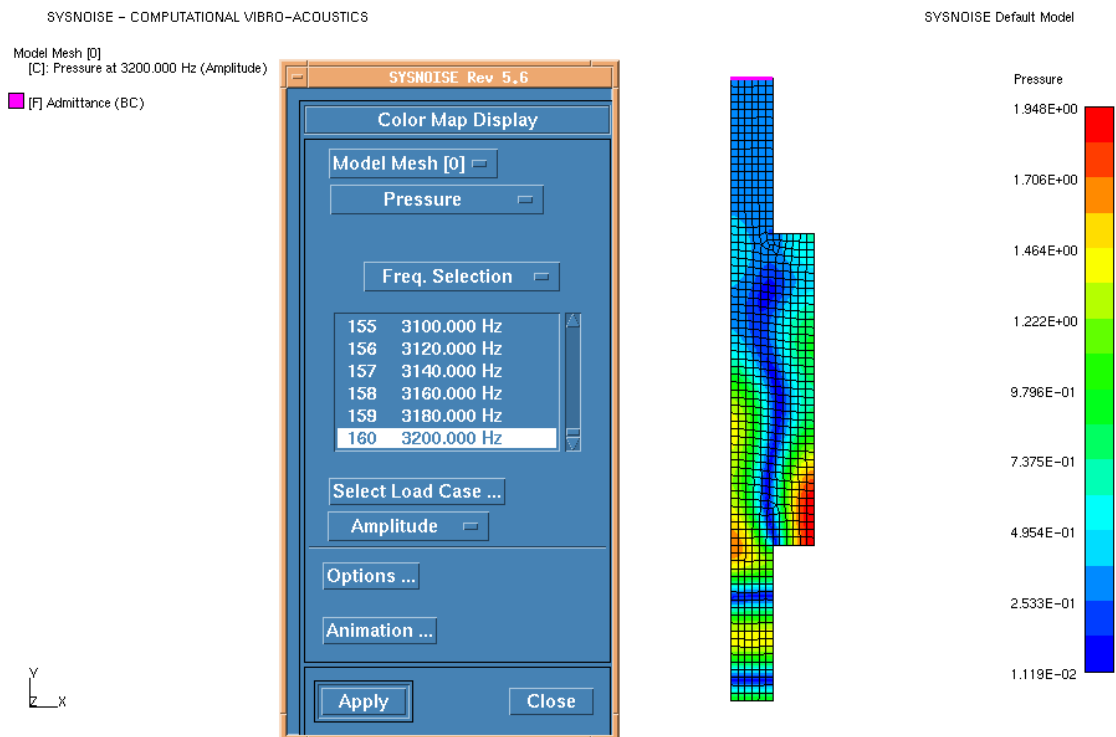 SYSNOISE - COMPUTATIONAL VIBRO-ACOUSTICS
SYSNOISE Default Model
Model Mesh [0]
[C]: Pressure at 3200.000 Hz (Amplitude)
[F] Admittance (BC)
SYSNOISE Rev 5.6
Color Map Display
Model Mesh [0]
Pressure
Freq. Selection
155 3100.000 Hz
156 3120.000 Hz
157 3140.000 Hz
158 3160.000 Hz
159 3180.000 Hz
160 3200.000 Hz
Select Load Case ...
Amplitude
Options ...
Animation ...
Apply
Close
Pressure
1.948E+00
1.706E+00
1.464E+00
1.222E+00
9.796E-01
7.375E-01
4.954E-01
2.533E-01
1.119E-02
Y
Z X